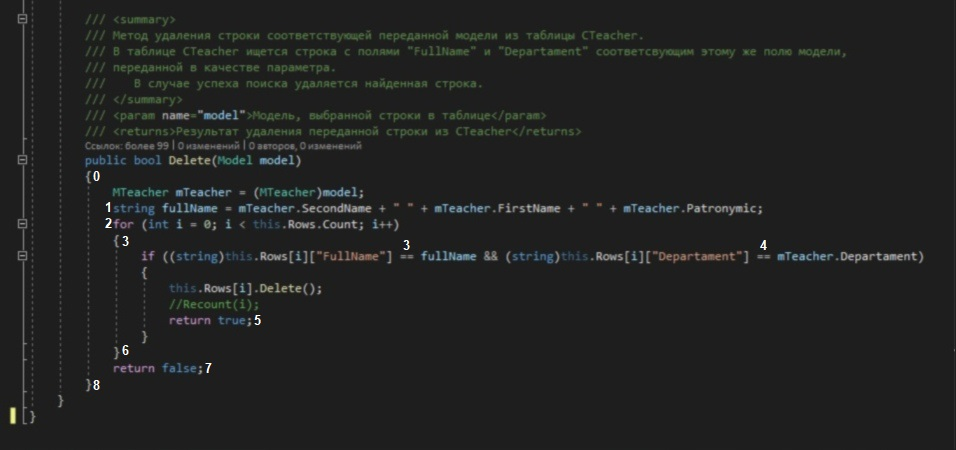 /// <summary>
/// Метод удаления строки соответствующей переданной модели из таблицы CTeacher.
/// В таблице CTeacher ищется строка с полями "FullName" и "Departament" соответсвующим этому же полю модели,
/// переданной в качестве параметра.
///    В случае успеха поиска удаляется найденная строка.
/// </summary>
/// <param name="model">Модель, выбранной строки в таблице</param>
/// <returns>Результат удаления переданной строки из CTeacher</returns>
Ссылок: более 99 | 0 изменений | 0 авторов, 0 изменений
public bool Delete(Model model)
{0
MTeacher mTeacher = (MTeacher)model;
1 string fullName = mTeacher.SecondName + " " + mTeacher.FirstName + " " + mTeacher.Patronymic;
2 for (int i = 0; i < this.Rows.Count; i++)
{3
3 4
if ((string)this.Rows[i]["FullName"] == fullName && (string)this.Rows[i]["Departament"] == mTeacher.Departament)
{
this.Rows[i].Delete();
//Recount(i);
return true;5
}
}6
return false;7
}8
}
}